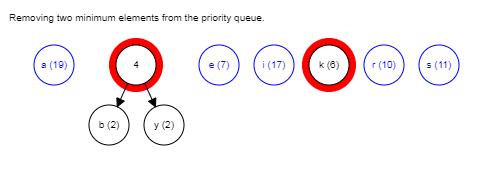 Removing two minimum elements from the priority queue.
a (19) 4 e (7) i (17) k (6) r (10) s (11)
b (2) y (2)